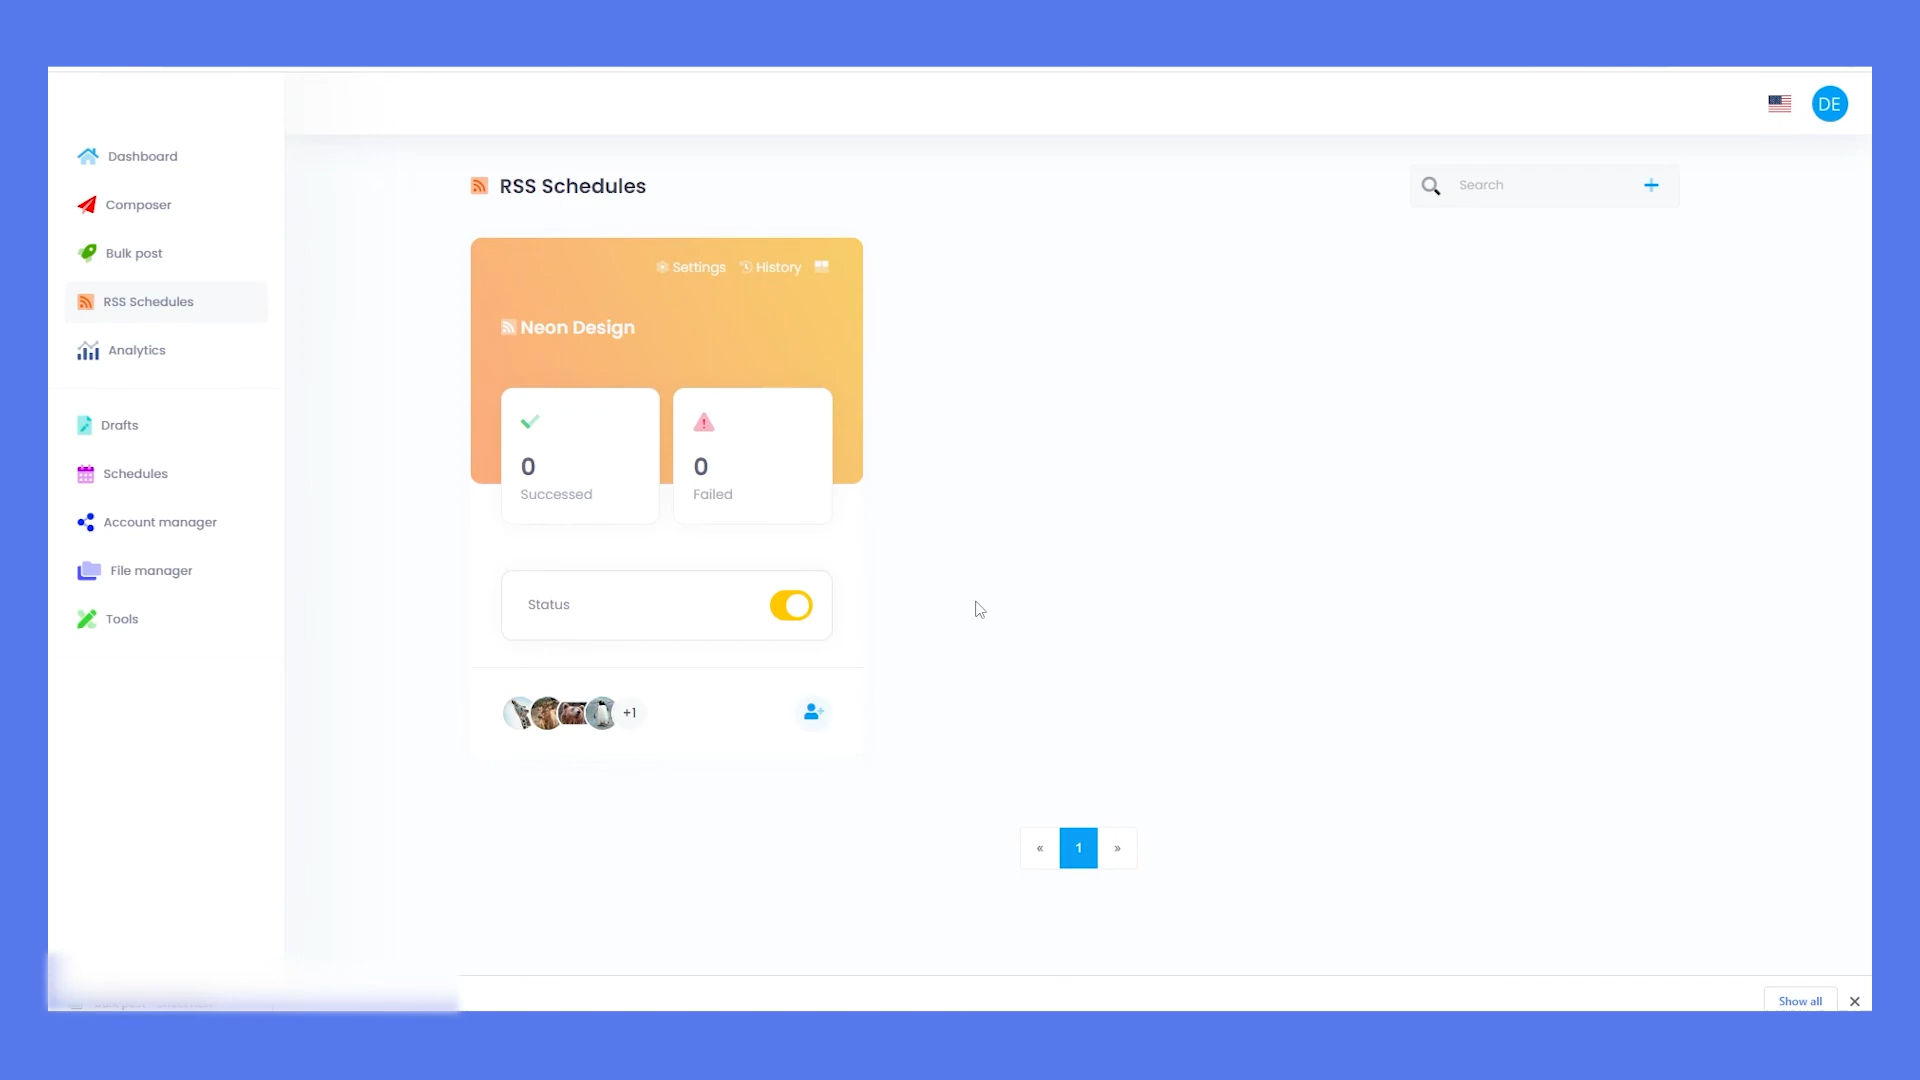 DE
Dashboard
Composer
Bulk post
RSS Schedules
Analytics
Drafts
Schedules
Account manager
File manager
Tools
RSS Schedules
Search
Settings History
Neon Design
0
Successed
0
Failed
Status
+1
« 1 »
Show all